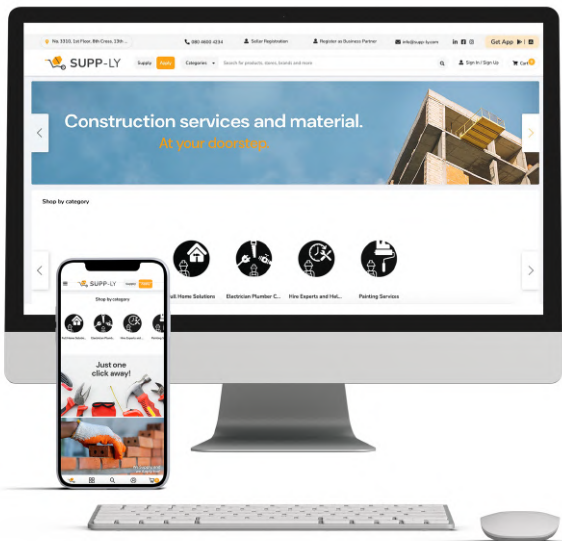 No. 3310, 1st Floor, 8th Cross, 13th ...
080 4600 4234
Seller Registration
Register as Business Partner
info@supp-ly.com
in
Get App
SUPP-LY
Supply
Apply
Categories
Search for products, stores, brands and more
Sign In / Sign Up
Cart
Construction services and material.
At your doorstep.
Shop by category
Full Home Solutions
Electrician Plumber C...
Hire Experts and Hel...
Painting Services
SUPP-LY
Shop by category
Just one
click away!